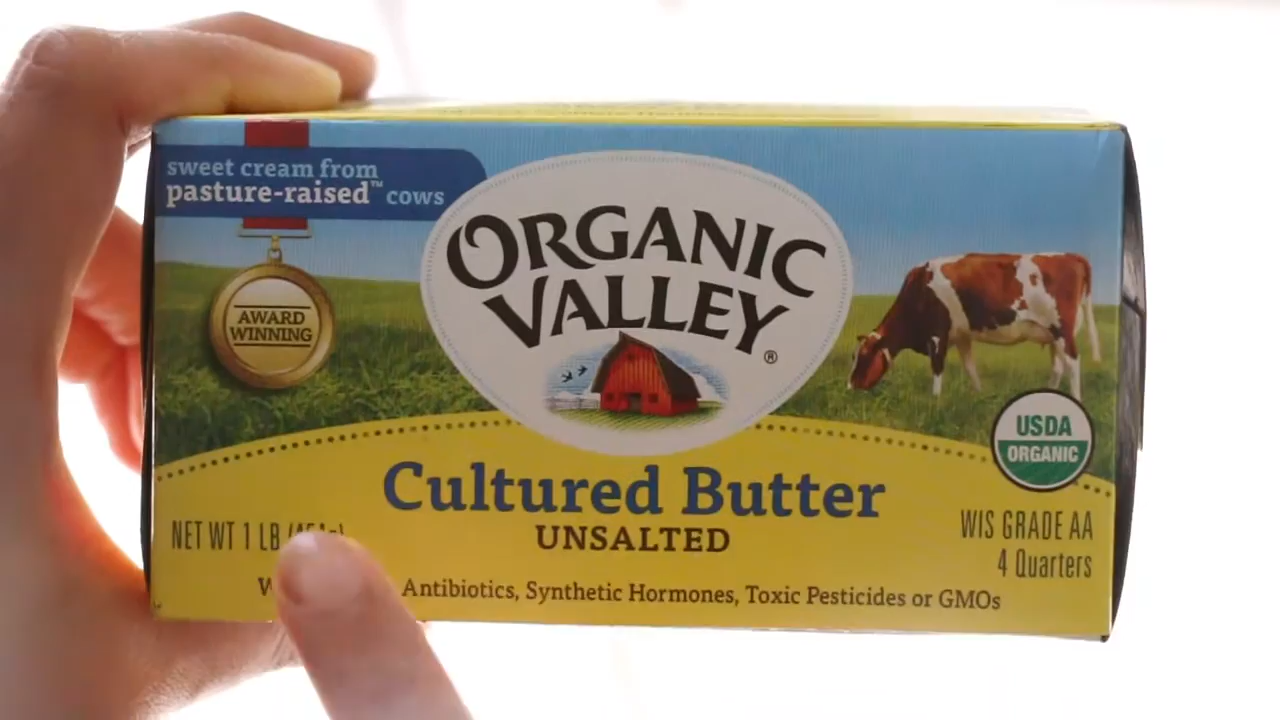 sweet cream from
pasture-raised™ cows
AWARD
WINNING
ORGANIC
VALLEY®
USDA
ORGANIC
Cultured Butter
UNSALTED
NET WT 1 LB
WIS GRADE AA
4 Quarters
Antibiotics, Synthetic Hormones, Toxic Pesticides or GMOs